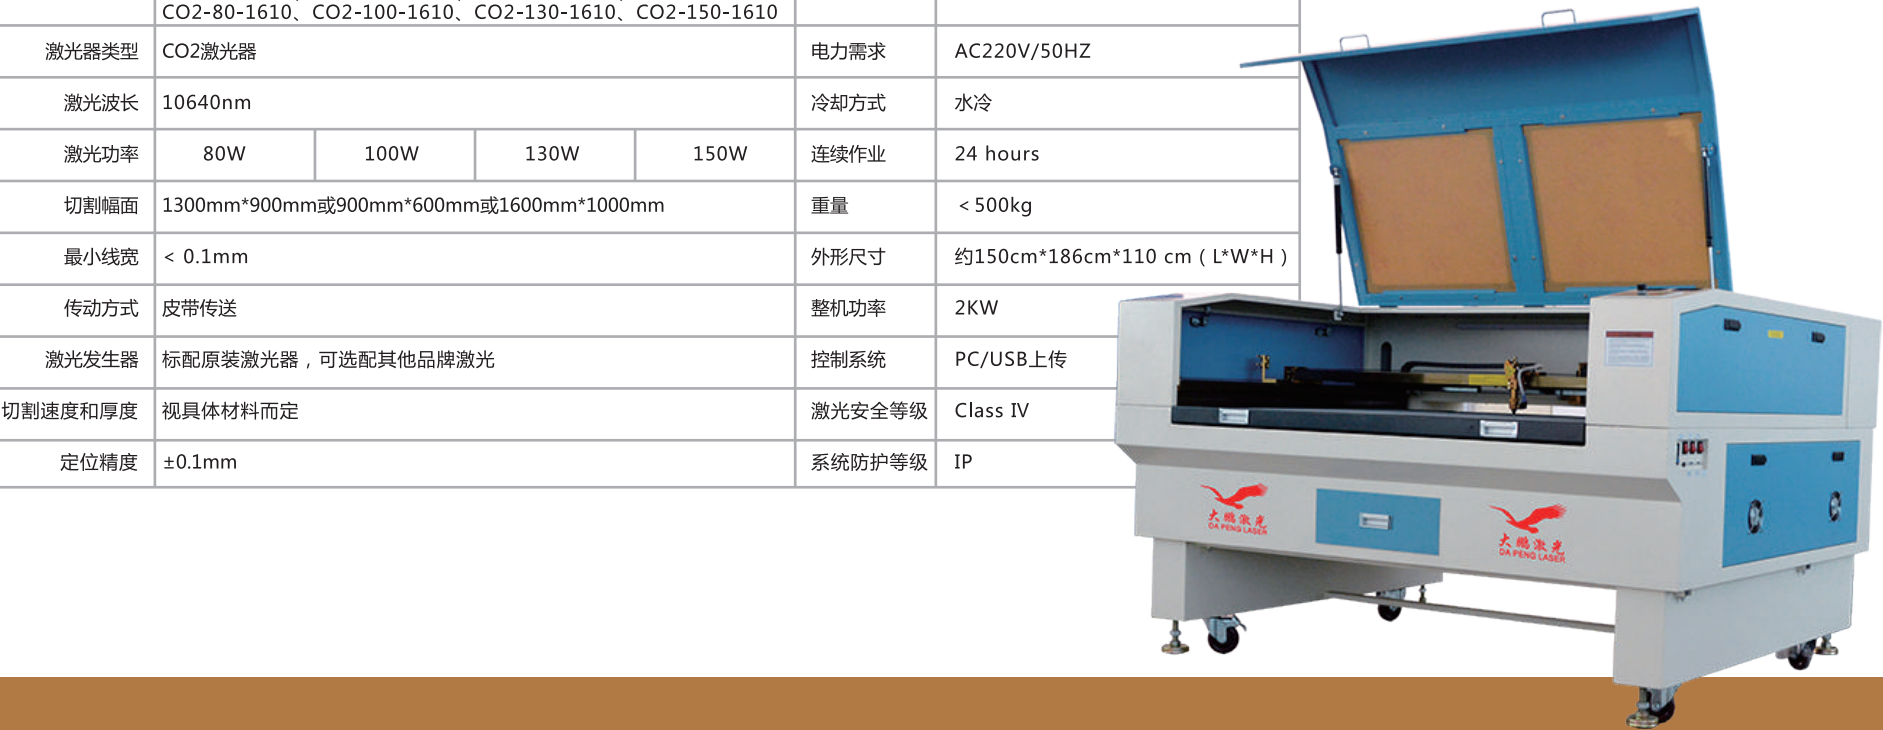 CO2-80-1610、CO2-100-1610、CO2-130-1610、CO2-150-1610
激光器类型 CO2激光器 电力需求 AC220V/50HZ
激光波长 10640nm 冷却方式 水冷
激光功率 80W 100W 130W 150W 连续作业 24 hours
切割幅面 1300mm*900mm或900mm*600mm或1600mm*1000mm 重量 ＜500kg
最小线宽 < 0.1mm 外形尺寸 约150cm*186cm*110 cm（L*W*H）
传动方式 皮带传送 整机功率 2KW
激光发生器 标配原装激光器，可选配其他品牌激光 控制系统 PC/USB上传
切割速度和厚度 视具体材料而定 激光安全等级 Class IV
定位精度 ±0.1mm 系统防护等级 IP
大鹏激光
DA PENG LASER
大鹏激光
DA PENG LASER